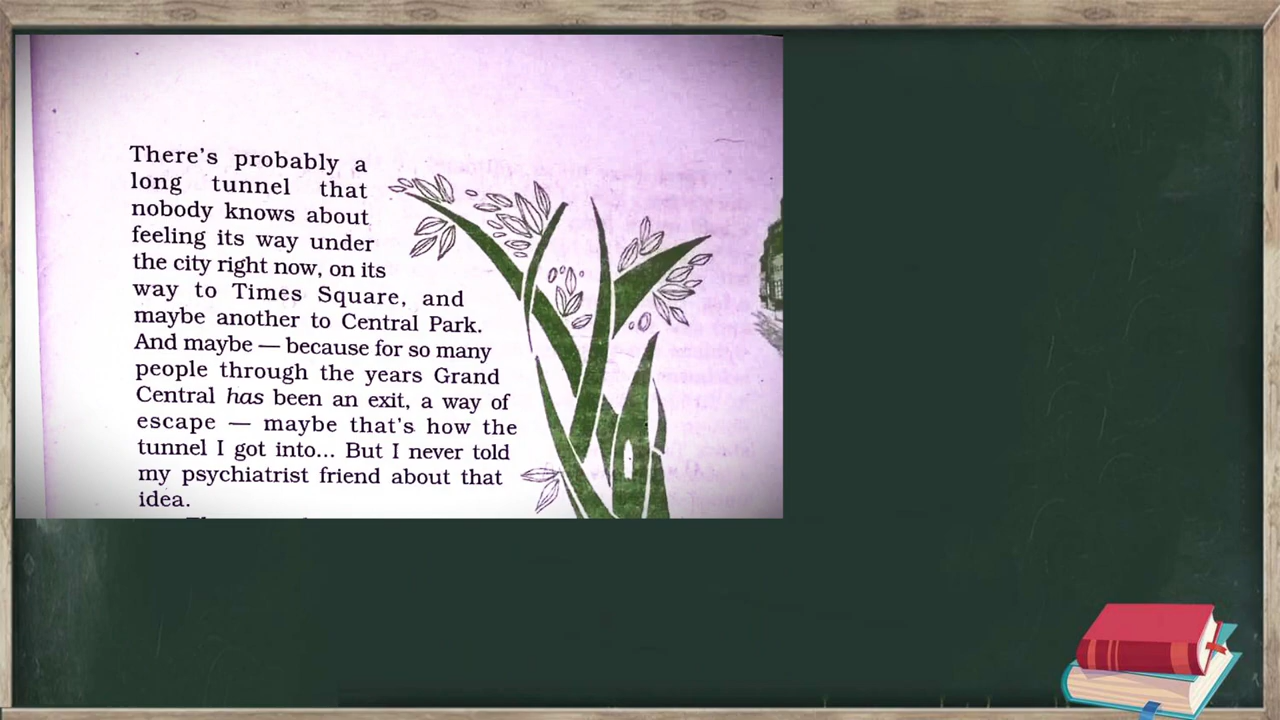 There's probably a
long tunnel that
nobody knows about
feeling its way under
the city right now, on its
way to Times Square, and
maybe another to Central Park.
And maybe — because for so many
people through the years Grand
Central has been an exit, a way of
escape — maybe that's how the
tunnel I got into... But I never told
my psychiatrist friend about that
idea.